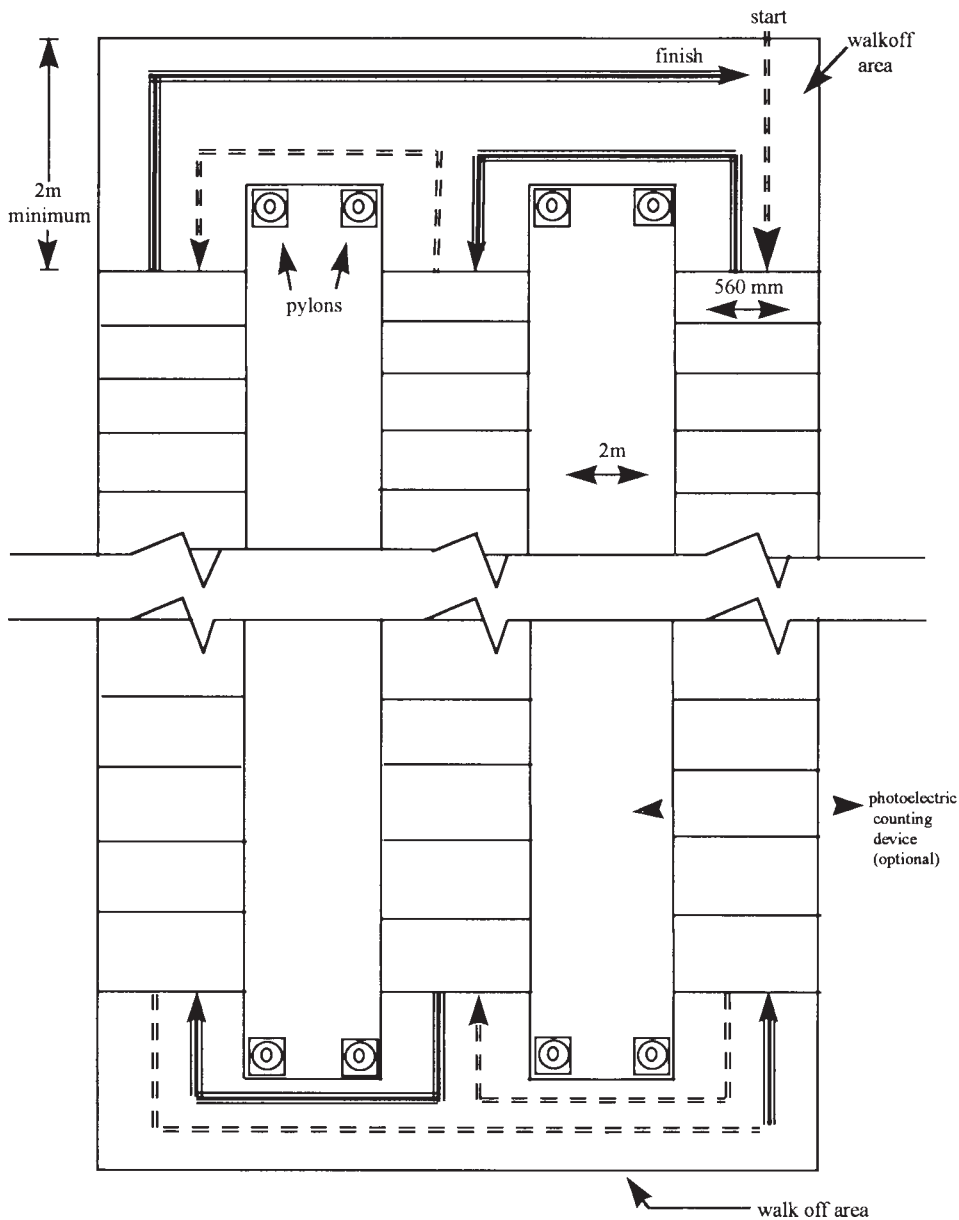 start
walkoff
area
finish
2m
minimum
pylons
560 mm
2m
photoelectric
counting
device
(optional)
walk off area